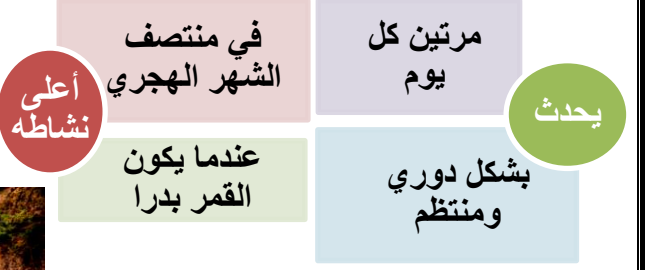 يحدث
مرتين كل
يوم
بشكل دوري
ومنتظم
أعلى
نشاطه
في منتصف
الشهر الهجري
عندما يكون
القمر بدرا